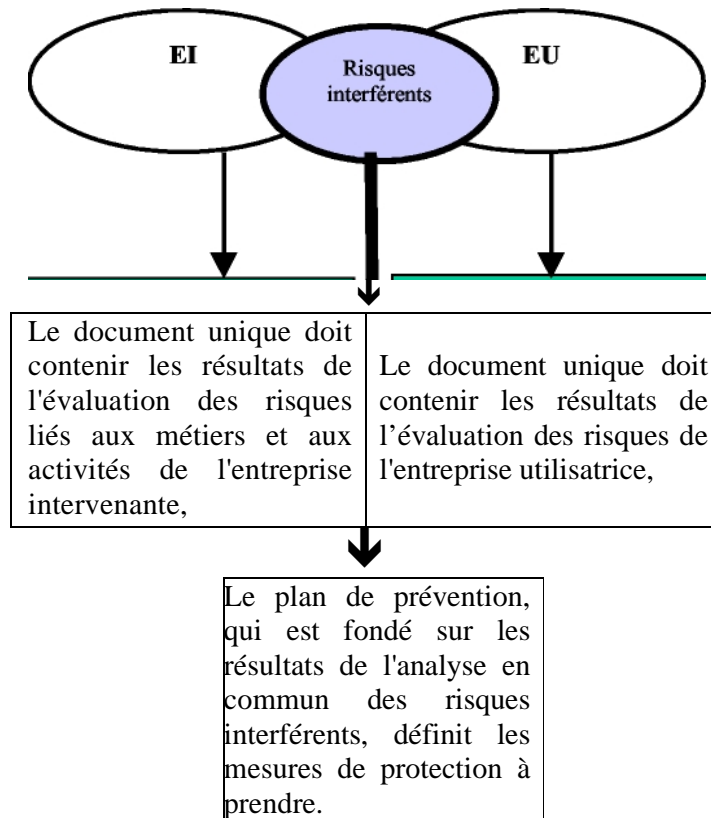 EI
Risques
interférents
EU
Le document unique doit
contenir les résultats de
l'évaluation des risques
liés aux métiers et aux
activités de l'entreprise
intervenante,
Le document unique doit
contenir les résultats de
l’évaluation des risques de
l'entreprise utilisatrice,
Le plan de prévention,
qui est fondé sur les
résultats de l'analyse en
commun des risques
interférents, définit les
mesures de protection à
prendre.